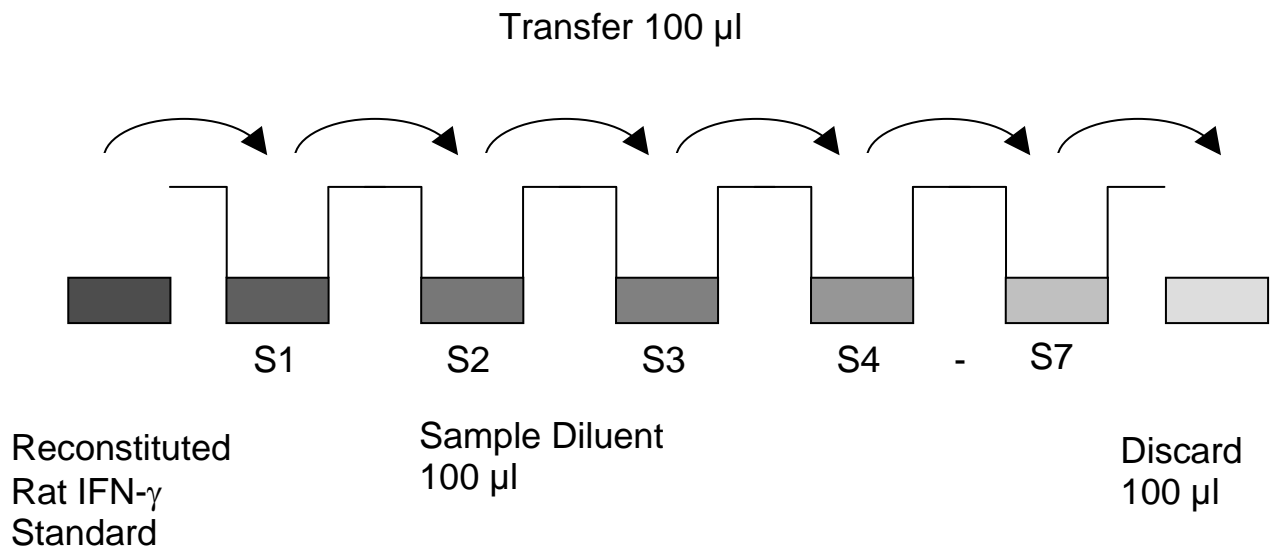 Transfer 100 µl
S1 S2 S3 S4 - S7
Reconstituted
Rat IFN-γ
Standard
Sample Diluent
100 µl
Discard
100 µl